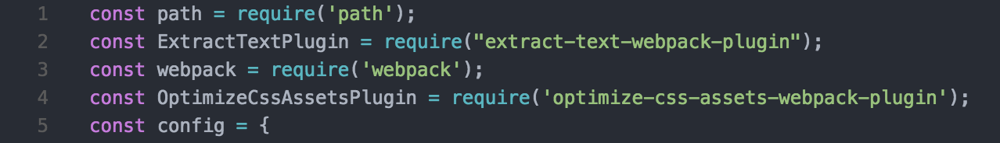 1 const path = require('path');
2 const ExtractTextPlugin = require("extract-text-webpack-plugin");
3 const webpack = require('webpack');
4 const OptimizeCssAssetsPlugin = require('optimize-css-assets-webpack-plugin');
5 const config = {